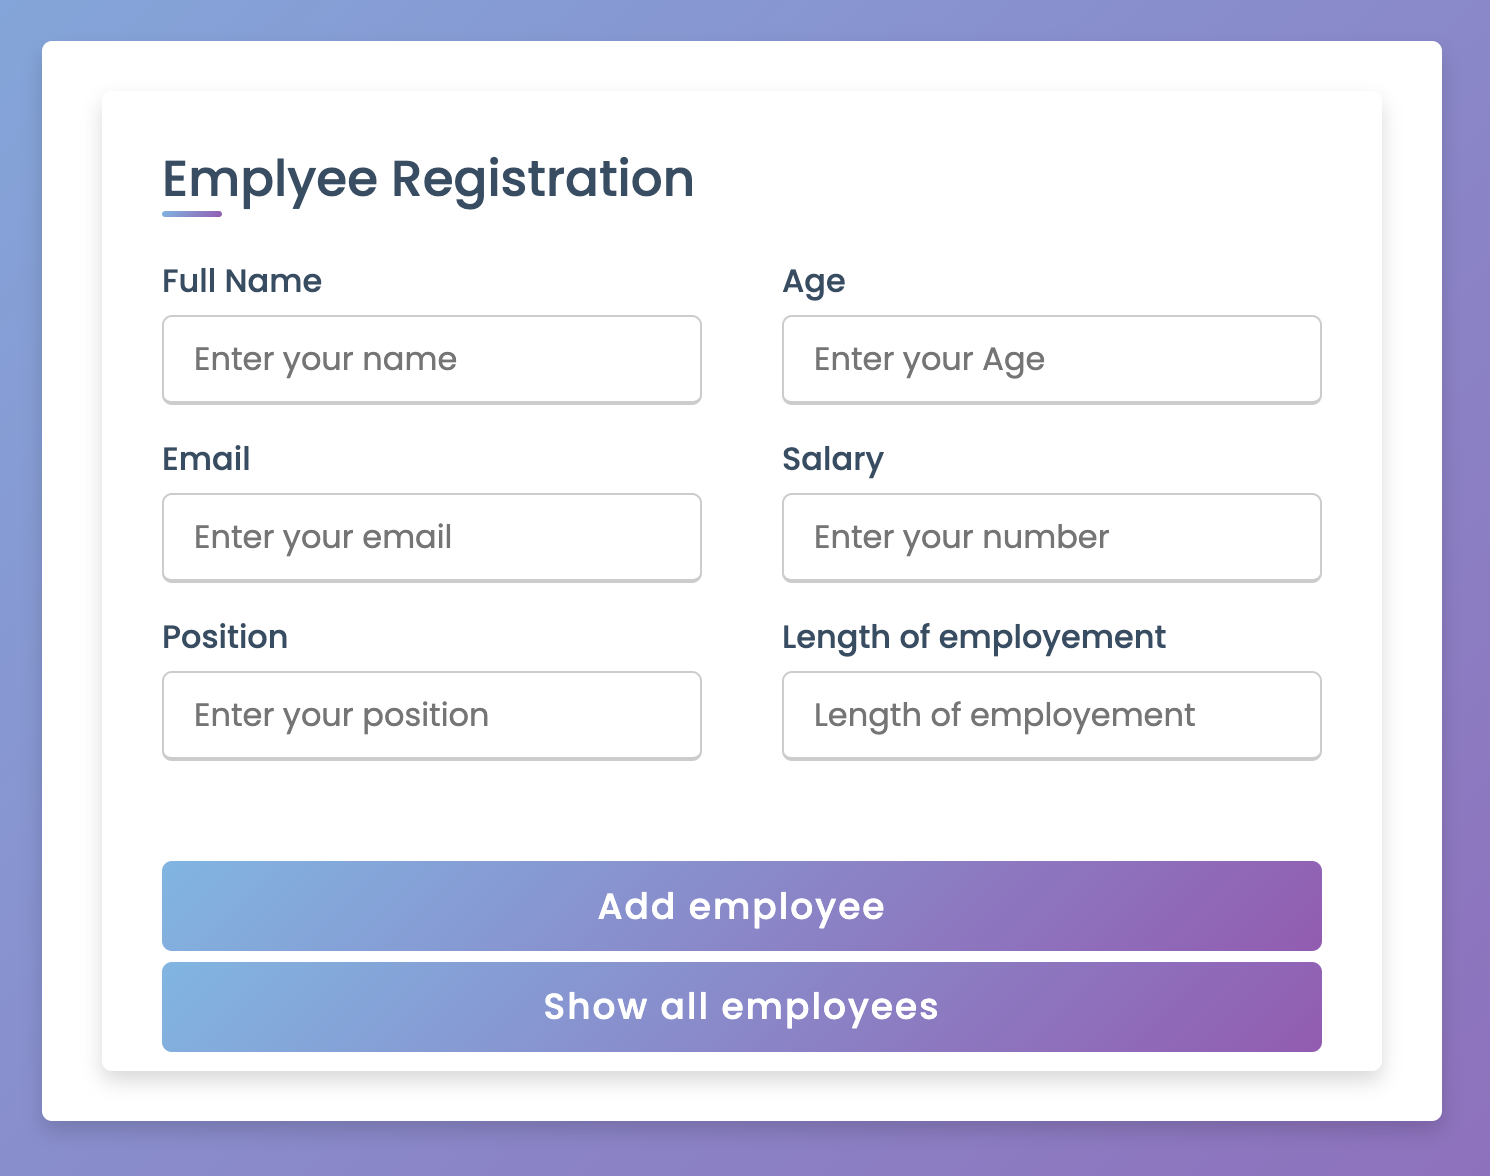 Emplyee Registration
Full Name
Age
Enter your name
Enter your Age
Email
Salary
Enter your email
Enter your number
Position
Length of employement
Enter your position
Length of employement
Add employee
Show all employees